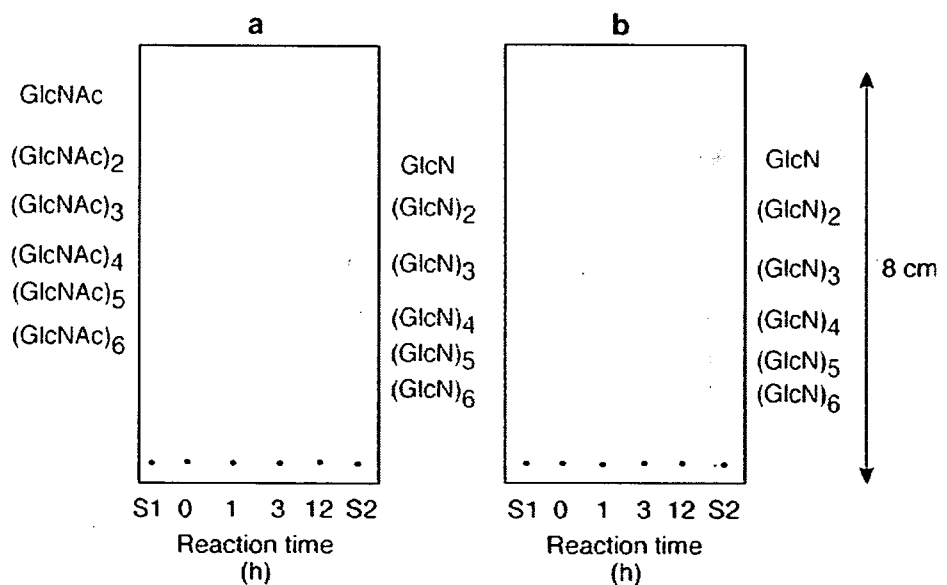 a
b
GlcNAc
(GlcNAc)2
(GlcNAc)3
(GlcNAc)4
(GlcNAc)5
(GlcNAc)6
GlcN
(GlcN)2
(GlcN)3
(GlcN)4
(GlcN)5
(GlcN)6
GlcN
(GlcN)2
(GlcN)3
(GlcN)4
(GlcN)5
(GlcN)6
8 cm
S1 0 1 3 12 S2
Reaction time
(h)
S1 0 1 3 12 S2
Reaction time
(h)